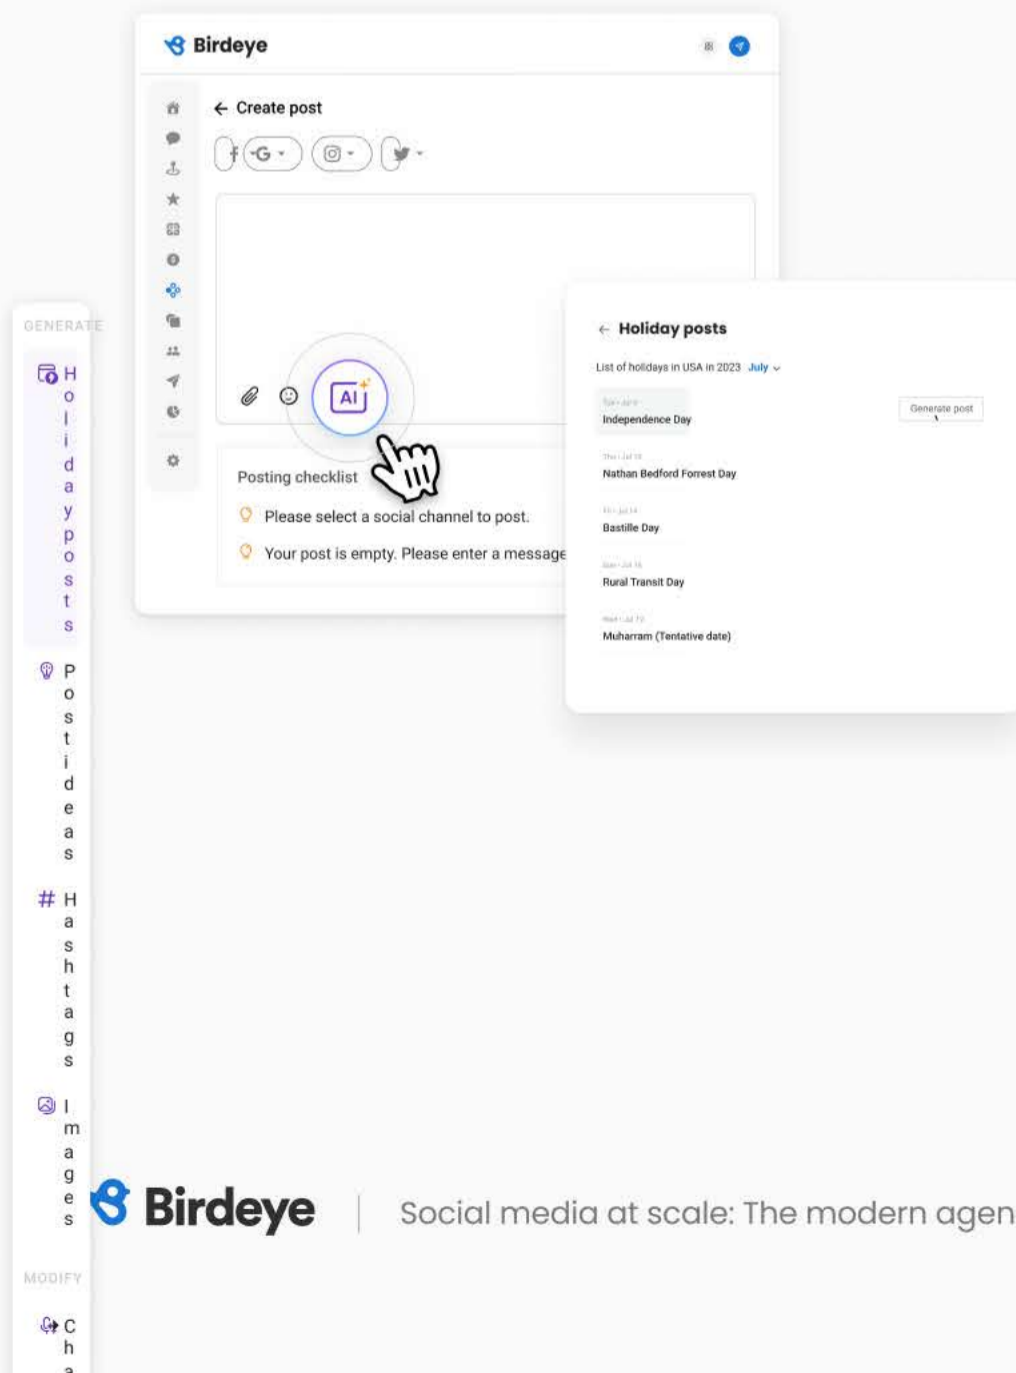 Birdeye
Create post
AI
Posting checklist
Please select a social channel to post.
Your post is empty. Please enter a message
Holiday posts
List of holidays in USA in 2023 July
Independence Day
Generate post
Nathan Bedford Forrest Day
Bastille Day
Rural Transit Day
Muharram (Tentative date)
GENERATE
Holiday posts
Post ideas
Hashtags
Images
MODIFY
Cha
Birdeye
Social media at scale: The modern agen